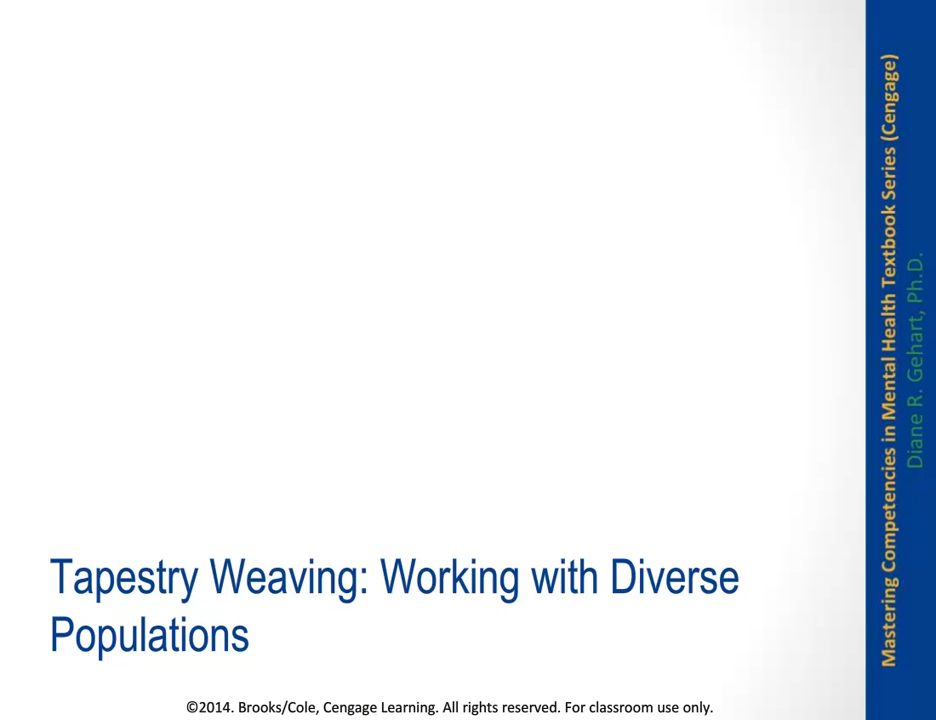 Tapestry Weaving: Working with Diverse
Populations
©2014. Brooks/Cole, Cengage Learning. All rights reserved. For classroom use only.
Mastering Competencies in Mental Health Textbook Series (Cengage)
Diane R. Gehart, Ph.D.